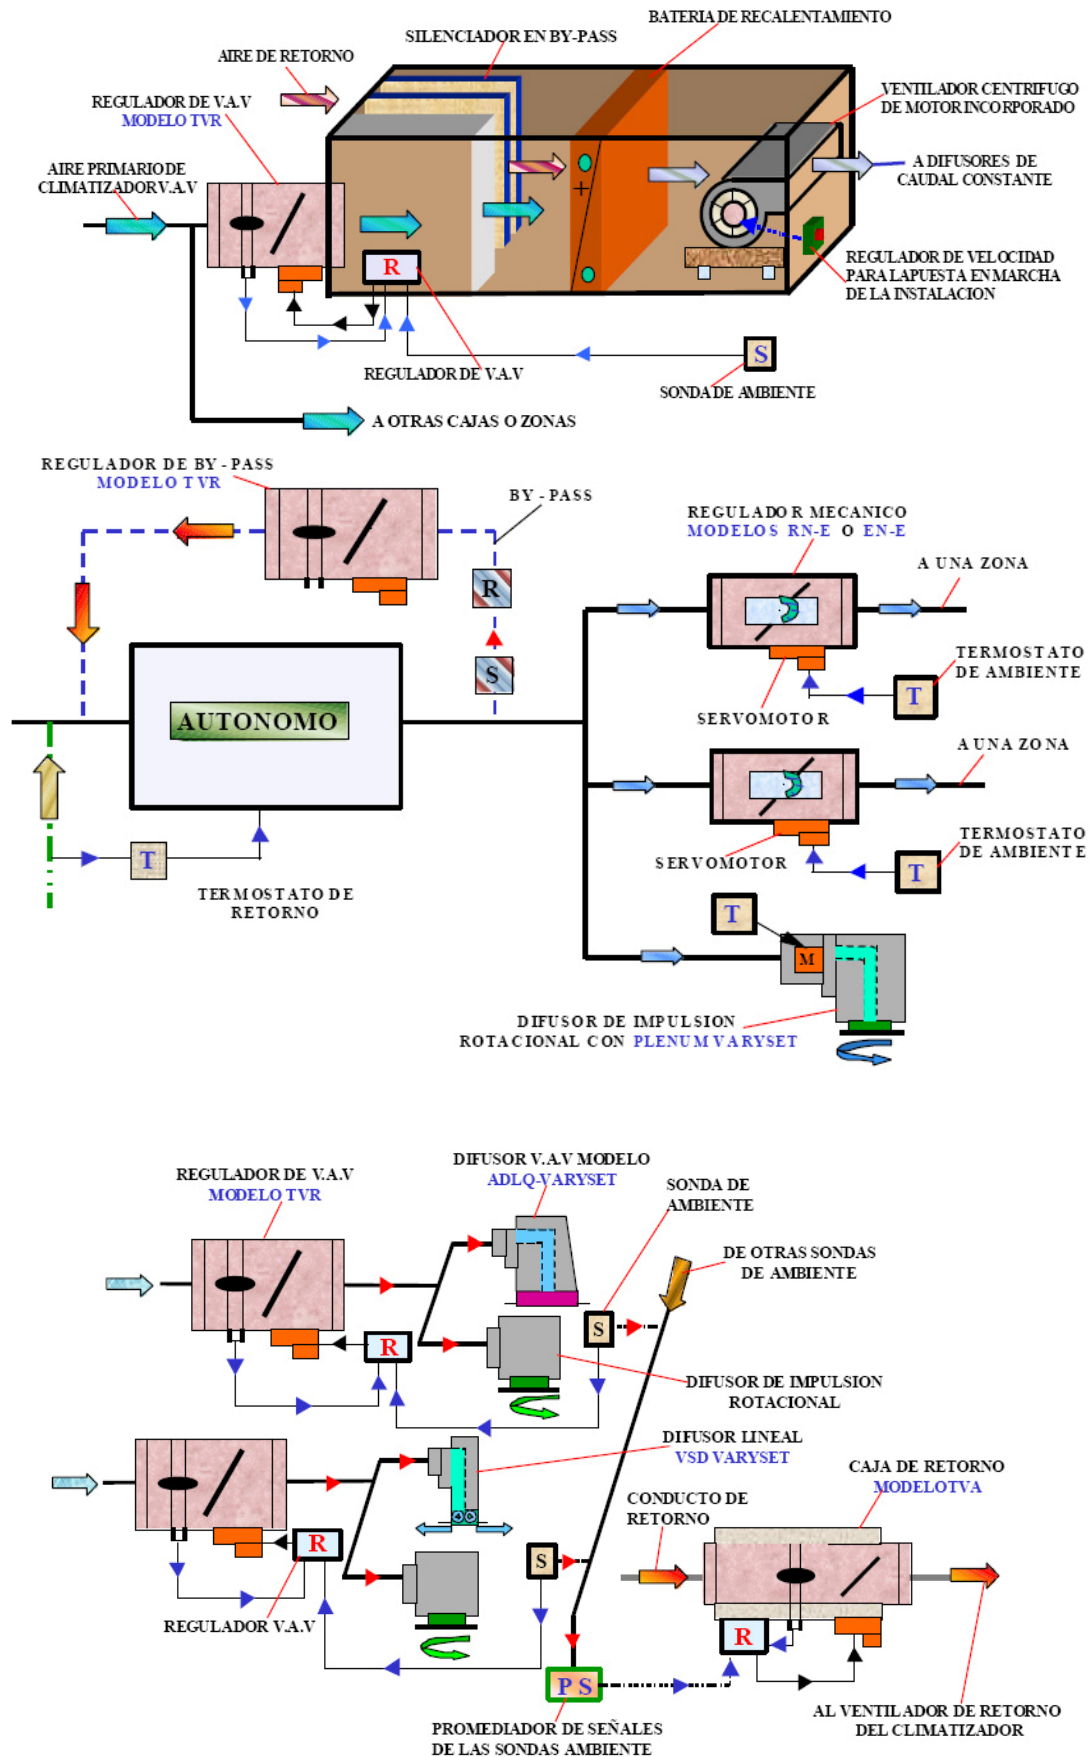 BATERIA DE RECALENTAMIENTO
SILENCIADOR EN BY-PASS
AIRE DE RETORNO
REGULADOR DE V.A.V
MODELO TVR
VENTILADOR CENTRIFUGO
DE MOTOR INCORPORADO
AIRE PRIMARIO DE
CLIMATIZADOR V.A.V
A DIFUSORES DE
CAUDAL CONSTANTE
+
R
REGULADOR DE VELOCIDAD
PARA LA PUESTA EN MARCHA
DE LA INSTALACION
S
REGULADOR DE V.A.V
SONDA DE AMBIENTE
A OTRAS CAJAS O ZONAS
REGULADOR DE BY - PASS
MODELO TVR
BY - PASS
REGULADOR MECANICO
MODELOS RN-E O EN-E
A UNA ZONA
R
S
TERMOSTATO
DE AMBIENTE
T
SERVOMOTOR
AUTONOMO
A UNA ZONA
TERMOSTATO
DE AMBIENTE
T
SERVOMOTOR
T
TERMOSTATO DE
RETORNO
T
M
DIFUSOR DE IMPULSION
ROTACIONAL CON PLENUM VARYSET
REGULADOR DE V.A.V
MODELO TVR
DIFUSOR V.A.V MODELO
ADLQ-VARYSET
SONDA DE
AMBIENTE
DE OTRAS SONDAS
DE AMBIENTE
S
R
DIFUSOR DE IMPULSION
ROTACIONAL
DIFUSOR LINEAL
VSD VARYSET
CAJA DE RETORNO
MODELOTVA
CONDUCTO DE
RETORNO
R
S
REGULADOR V.A.V
R
P S
AL VENTILADOR DE RETORNO
DEL CLIMATIZADOR
PROMEDIADOR DE SEÑALES
DE LAS SONDAS AMBIENTE